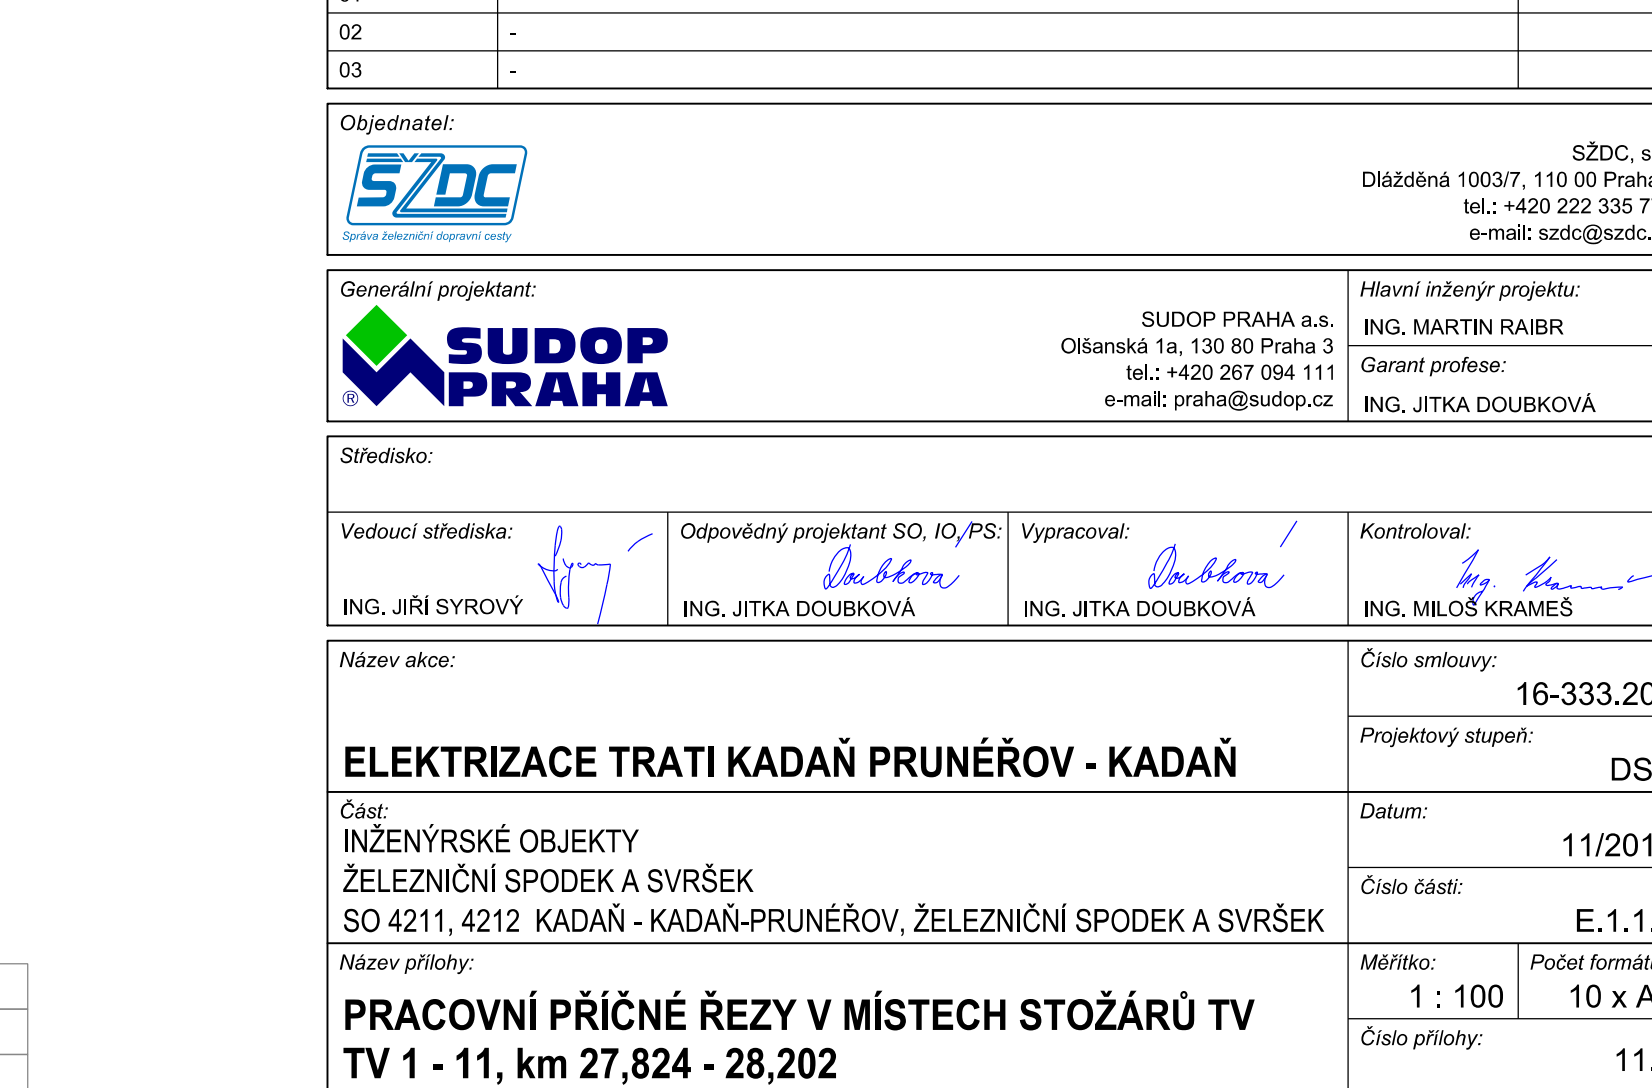 02 -
03 -
Objednatel:
SŽDC
Správa železniční dopravní cesty
SŽDC, s
Dlážděná 1003/7, 110 00 Praha
tel.: +420 222 335 7
e-mail: szdc@szdc.
Generální projektant:
SUDOP
PRAHA
®
SUDOP PRAHA a.s.
Olšanská 1a, 130 80 Praha 3
tel.: +420 267 094 111
e-mail: praha@sudop.cz
Hlavní inženýr projektu:
ING. MARTIN RAIBR
Garant profese:
ING. JITKA DOUBKOVÁ
Středisko:
Vedoucí střediska:
ING. JIŘÍ SYROVÝ
Odpovědný projektant SO, IO,/PS:
Doubková
ING. JITKA DOUBKOVÁ
Vypracoval:
Doubková
ING. JITKA DOUBKOVÁ
Kontroloval:
Ing. Krameš
ING. MILOŠ KRAMEŠ
Název akce:
ELEKTRIZACE TRATI KADAŇ PRUNÉŘOV - KADAŇ
Číslo smlouvy:
16-333.20
Projektový stupeň:
DS
Část:
INŽENÝRSKÉ OBJEKTY
ŽELEZNIČNÍ SPODEK A SVRŠEK
SO 4211, 4212 KADAŇ - KADAŇ-PRUNÉŘOV, ŽELEZNIČNÍ SPODEK A SVRŠEK
Datum:
11/201
Číslo části:
E.1.1.
Název přílohy:
PRACOVNÍ PŘÍČNÉ ŘEZY V MÍSTECH STOŽÁRŮ TV
TV 1 - 11, km 27,824 - 28,202
Měřítko:
1 : 100
Počet formátů
10 x A
Číslo přílohy:
11.